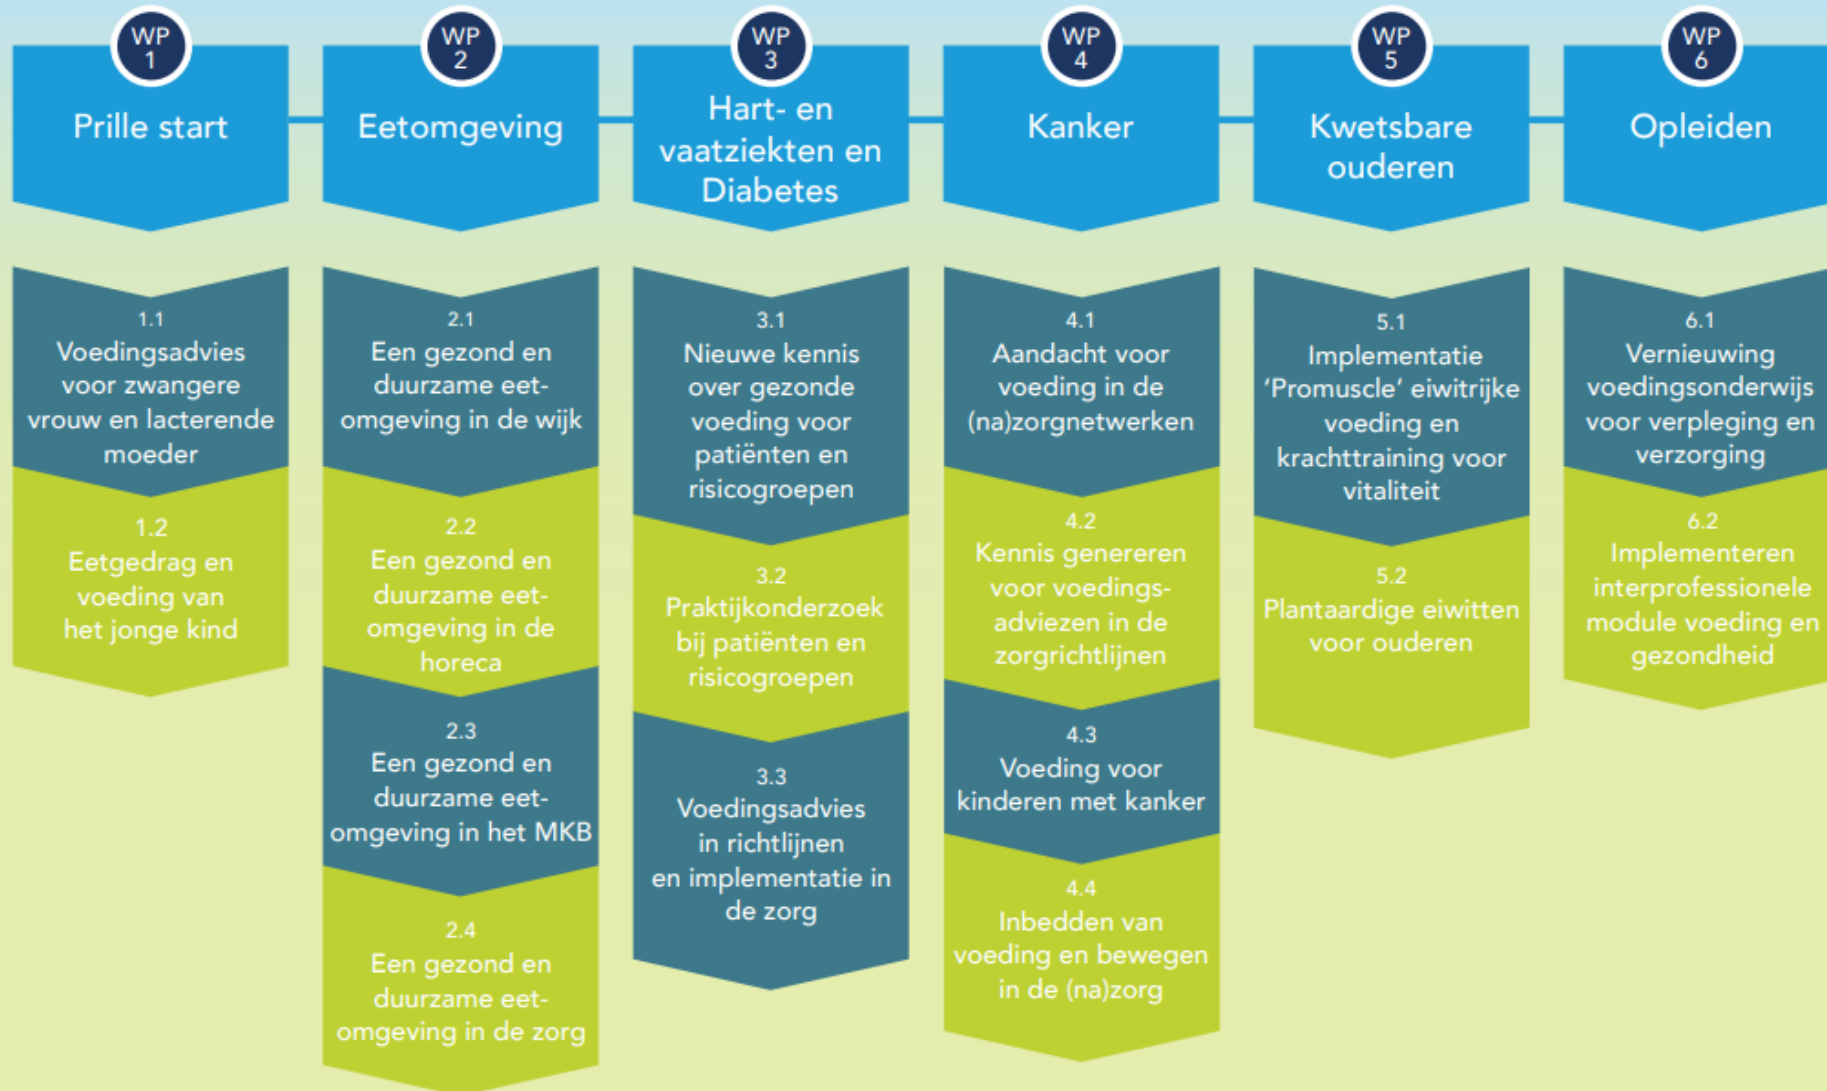 WP
1
Prille start
1.1
Voedingsadvies
voor zwangere
vrouw en lacterende
moeder
1.2
Eetgedrag en
voeding van
het jonge kind
WP
2
Eetomgeving
2.1
Een gezond en
duurzame eet-
omgeving in de wijk
2.2
Een gezond en
duurzame eet-
omgeving in de
horeca
2.3
Een gezond en
duurzame eet-
omgeving in het MKB
2.4
Een gezond en
duurzame eet-
omgeving in de zorg
WP
3
Hart- en
vaatziekten en
Diabetes
3.1
Nieuwe kennis
over gezonde
voeding voor
patiënten en
risicogroepen
3.2
Praktijkonderzoek
bij patiënten en
risicogroepen
3.3
Voedingsadvies
in richtlijnen
en implementatie in
de zorg
WP
4
Kanker
4.1
Aandacht voor
voeding in de
(na)zorgnetwerken
4.2
Kennis genereren
voor voedings-
adviezen in de
zorgrichtlijnen
4.3
Voeding voor
kinderen met kanker
4.4
Inbedden van
voeding en bewegen
in de (na)zorg
WP
5
Kwetsbare
ouderen
5.1
Implementatie
‘Promuscle’ eiwitrijke
voeding en
krachttraining voor
vitaliteit
5.2
Plantaardige eiwitten
voor ouderen
WP
6
Opleiden
6.1
Vernieuwing
voedingsonderwijs
voor verpleging en
verzorging
6.2
Implementeren
interprofessionele
module voeding en
gezondheid